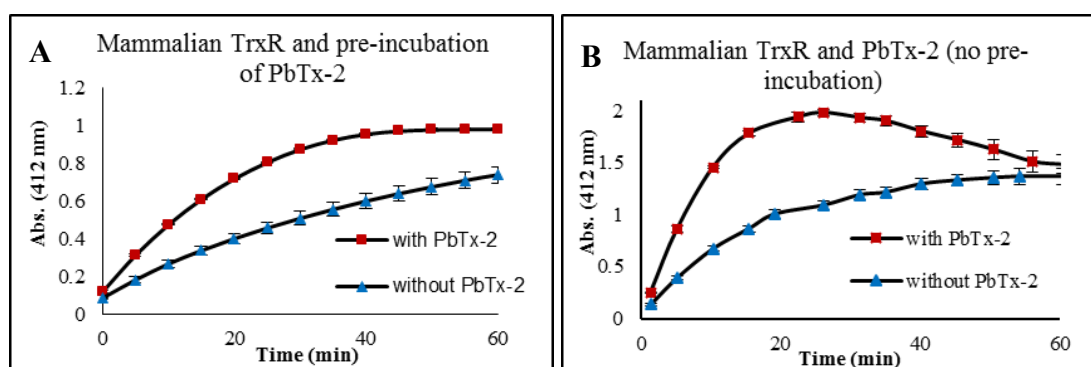 A
Mammalian TrxR and pre-incubation
of PbTx-2
Abs. (412 nm)
1.2
1
0.8
0.6
0.4
0.2
0
with PbTx-2
without PbTx-2
0
20
40
60
Time (min)
B
Mammalian TrxR and PbTx-2 (no pre-
incubation)
Abs. (412 nm)
2
1.5
1
0.5
0
with PbTx-2
without PbTx-2
0
20
40
60
Time (min)